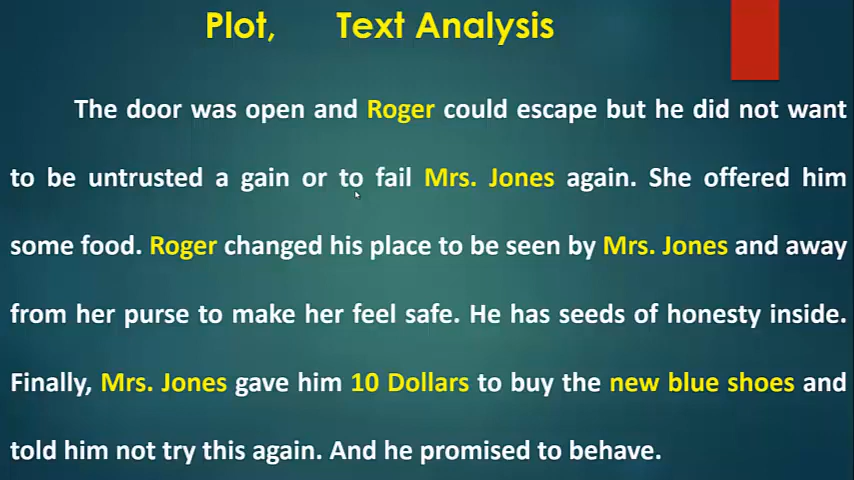 Plot, Text Analysis
The door was open and Roger could escape but he did not want
to be untrusted a gain or to fail Mrs. Jones again. She offered him
some food. Roger changed his place to be seen by Mrs. Jones and away
from her purse to make her feel safe. He has seeds of honesty inside.
Finally, Mrs. Jones gave him 10 Dollars to buy the new blue shoes and
told him not try this again. And he promised to behave.